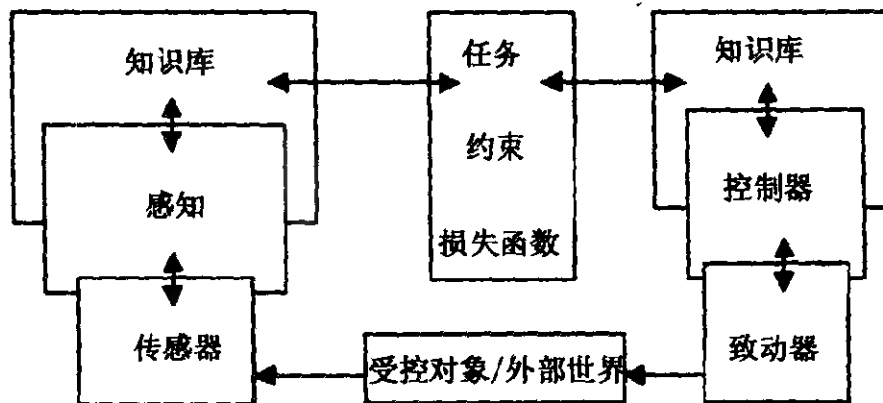 知识库
任务
知识库
约束
感知
控制器
损失函数
传感器
受控对象/外部世界
致动器